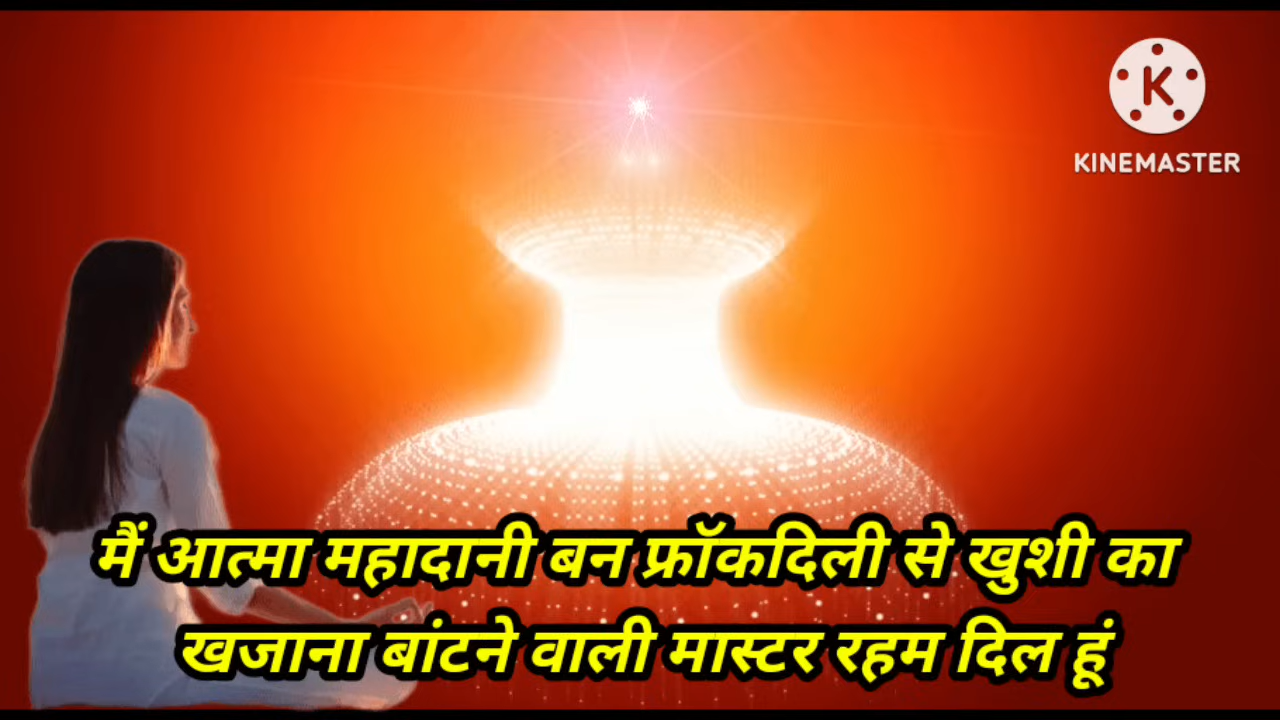 K
KINEMASTER
मैं आत्मा महादानी बन फ्रॉकदिली से खुशी का
खजाना बांटने वाली मास्टर रहम दिल हूं